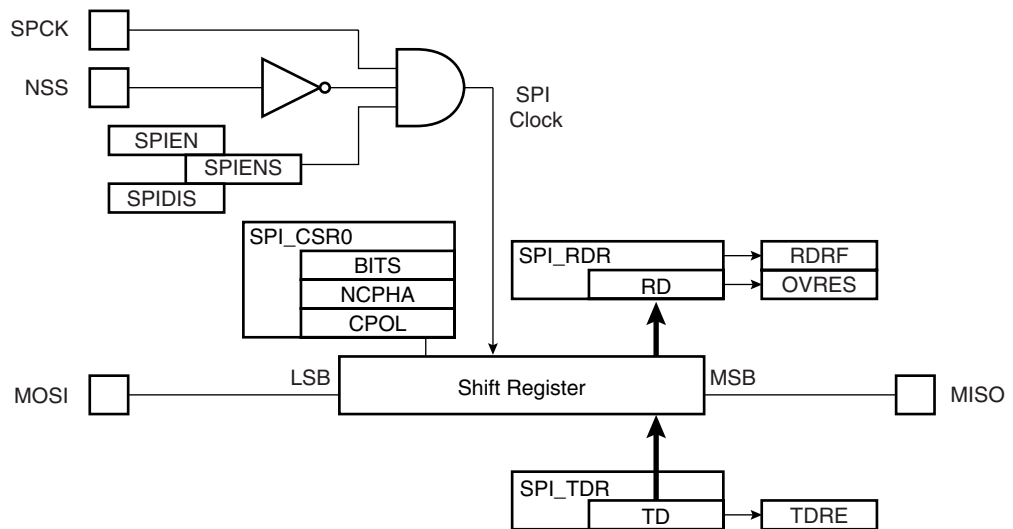 SPCK
NSS
SPI
Clock
SPIEN
SPIENS
SPIDIS
SPI_CSR0
BITS
NCPHA
CPOL
SPI_RDR
RD
RDRF
OVRES
MOSI
LSB
Shift Register
MSB
MISO
SPI_TDR
TD
TDRE